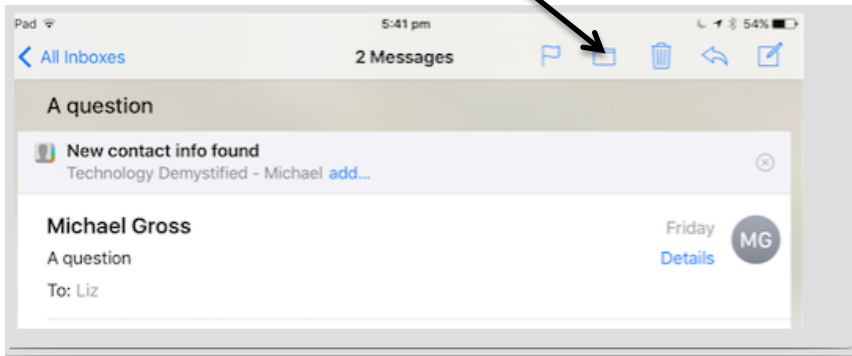 Pad 5:41 pm 54%
All Inboxes 2 Messages
A question
New contact info found
Technology Demystified - Michael add...
Michael Gross Friday
MG
A question Details
To: Liz